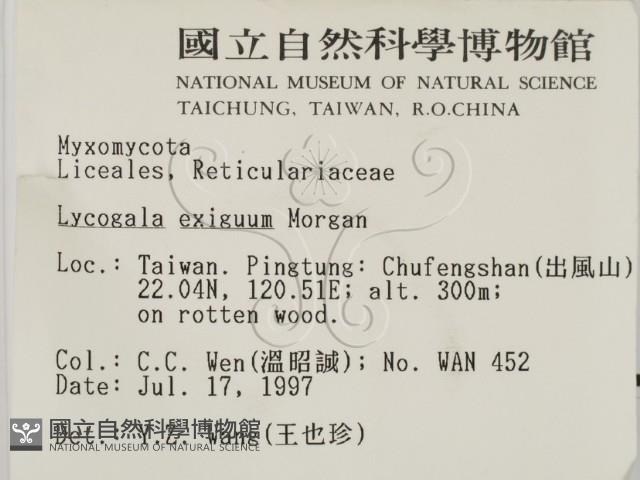 國立自然科學博物館
NATIONAL MUSEUM OF NATURAL SCIENCE
TAICHUNG, TAIWAN, R.O.CHINA
Myxomycota
Liceales, Reticulariaceae
Lycogala exiguum Morgan
Loc.: Taiwan. Pingtung: Chufengshan(出風山)
22.04N, 120.51E; alt. 300m;
on rotten wood.
Col.: C.C. Wen(溫昭誠); No. WAN 452
Date: Jul. 17, 1997
Det.: Y.Z. Wang(王也珍)
國立自然科學博物館
NATIONAL MUSEUM OF NATURAL SCIENCE